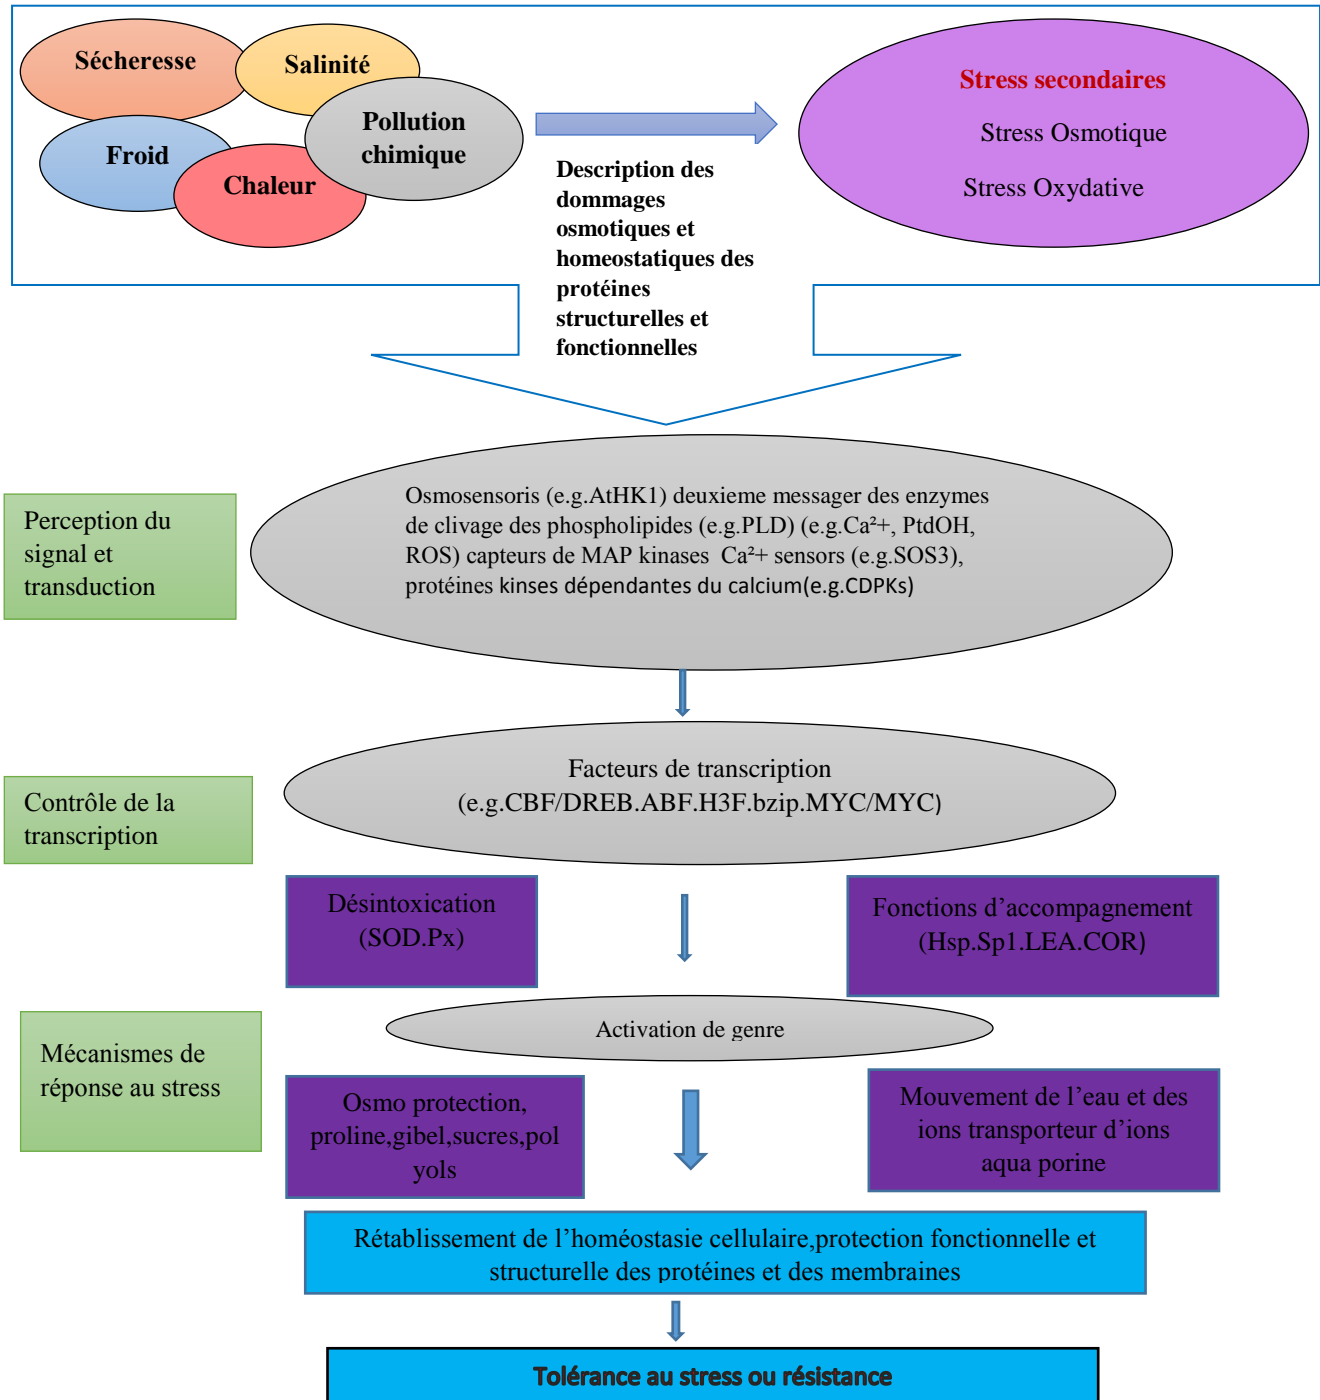 Sécheresse
Salinité
Pollution
chimique
Froid
Chaleur
Description des
dommages
osmotiques et
homeostatiques des
protéines
structurelles et
fonctionnelles
Stress secondaires
Stress Osmotique
Stress Oxydative
Perception du
signal et
transduction
Osmosensoris (e.g.AtHK1) deuxieme messager des enzymes
de clivage des phospholipides (e.g.PLD) (e.g.Ca²+, PtdOH,
ROS) capteurs de MAP kinases Ca²+ sensors (e.g.SOS3),
protéines kinses dépendantes du calcium(e.g.CDPKs)
Contrôle de la
transcription
Facteurs de transcription
(e.g.CBF/DREB.ABF.H3F.bzip.MYC/MYC)
Désintoxication
(SOD.Px)
Fonctions d’accompagnement
(Hsp.Sp1.LEA.COR)
Mécanismes de
réponse au stress
Activation de genre
Osmo protection,
proline,gibel,sucres,pol
yols
Mouvement de l’eau et des
ions transporteur d’ions
aqua porine
Rétablissement de l’homéostasie cellulaire,protection fonctionnelle et
structurelle des protéines et des membraines
Tolérance au stress ou résistance